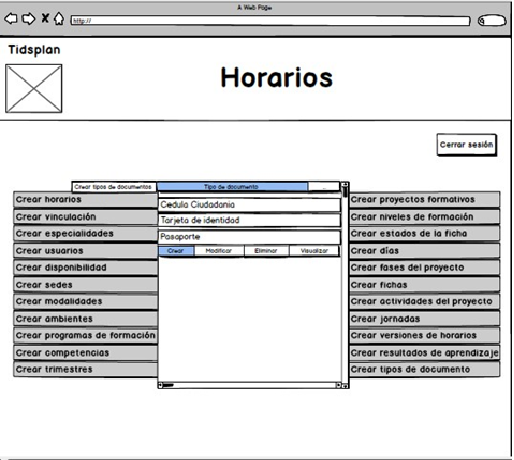 A Web Page
http://
Tidsplan
Horarios
Cerrar sesión
Crear tipos de documentos
Tipo de documento
Cedula Ciudadania
Tarjeta de identidad
Pasaporte
Crear Modificar Eliminar Visualizar
Crear horarios
Crear vinculación
Crear especialidades
Crear usuarios
Crear disponibilidad
Crear sedes
Crear modalidades
Crear ambientes
Crear programas de formación
Crear competencias
Crear trimestres
Crear proyectos formativos
Crear niveles de formación
Crear estados de la ficha
Crear días
Crear fases del proyecto
Crear fichas
Crear actividades del proyecto
Crear jornadas
Crear versiones de horarios
Crear resultados de aprendizaje
Crear tipos de documento